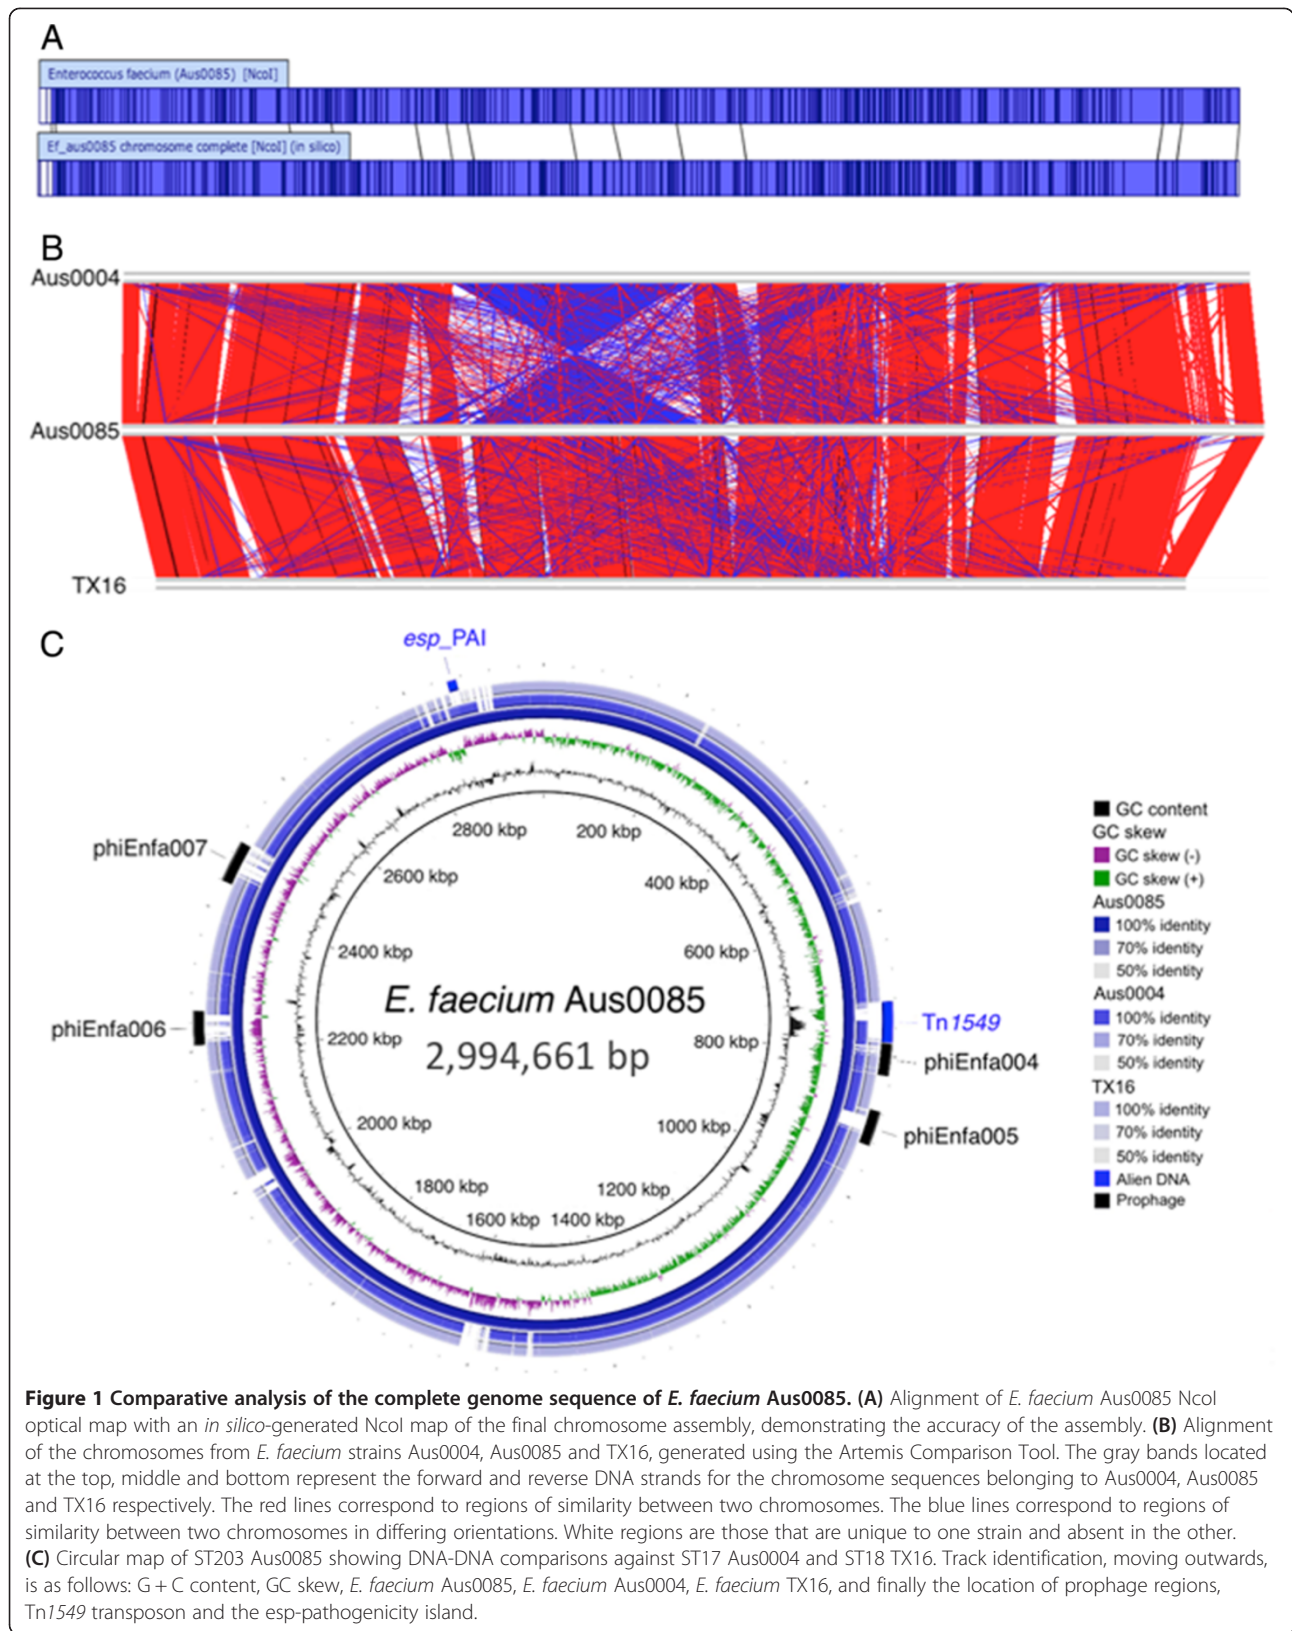 A
Enterococcus faecium (Aus0085) [NcoI]
Ef_aus0085 chromosome complete [NcoI] (in silico)
B
Aus0004
Aus0085
TX16
C
esp_PAI
phiEnfa007
phiEnfa006
Tn1549
phiEnfa004
phiEnfa005
2800 kbp
200 kbp
2600 kbp
400 kbp
2400 kbp
600 kbp
E. faecium Aus0085
2,994,661 bp
2200 kbp
800 kbp
2000 kbp
1000 kbp
1800 kbp
1200 kbp
1600 kbp
1400 kbp
GC content
GC skew
GC skew (-)
GC skew (+)
Aus0085
100% identity
70% identity
50% identity
Aus0004
100% identity
70% identity
50% identity
TX16
100% identity
70% identity
50% identity
Alien DNA
Prophage
Figure 1 Comparative analysis of the complete genome sequence of E. faecium Aus0085. (A) Alignment of E. faecium Aus0085 NcoI
optical map with an in silico-generated NcoI map of the final chromosome assembly, demonstrating the accuracy of the assembly. (B) Alignment
of the chromosomes from E. faecium strains Aus0004, Aus0085 and TX16, generated using the Artemis Comparison Tool. The gray bands located
at the top, middle and bottom represent the forward and reverse DNA strands for the chromosome sequences belonging to Aus0004, Aus0085
and TX16 respectively. The red lines correspond to regions of similarity between two chromosomes. The blue lines correspond to regions of
similarity between two chromosomes in differing orientations. White regions are those that are unique to one strain and absent in the other.
(C) Circular map of ST203 Aus0085 showing DNA-DNA comparisons against ST17 Aus0004 and ST18 TX16. Track identification, moving outwards,
is as follows: G + C content, GC skew, E. faecium Aus0085, E. faecium Aus0004, E. faecium TX16, and finally the location of prophage regions,
Tn1549 transposon and the esp-pathogenicity island.